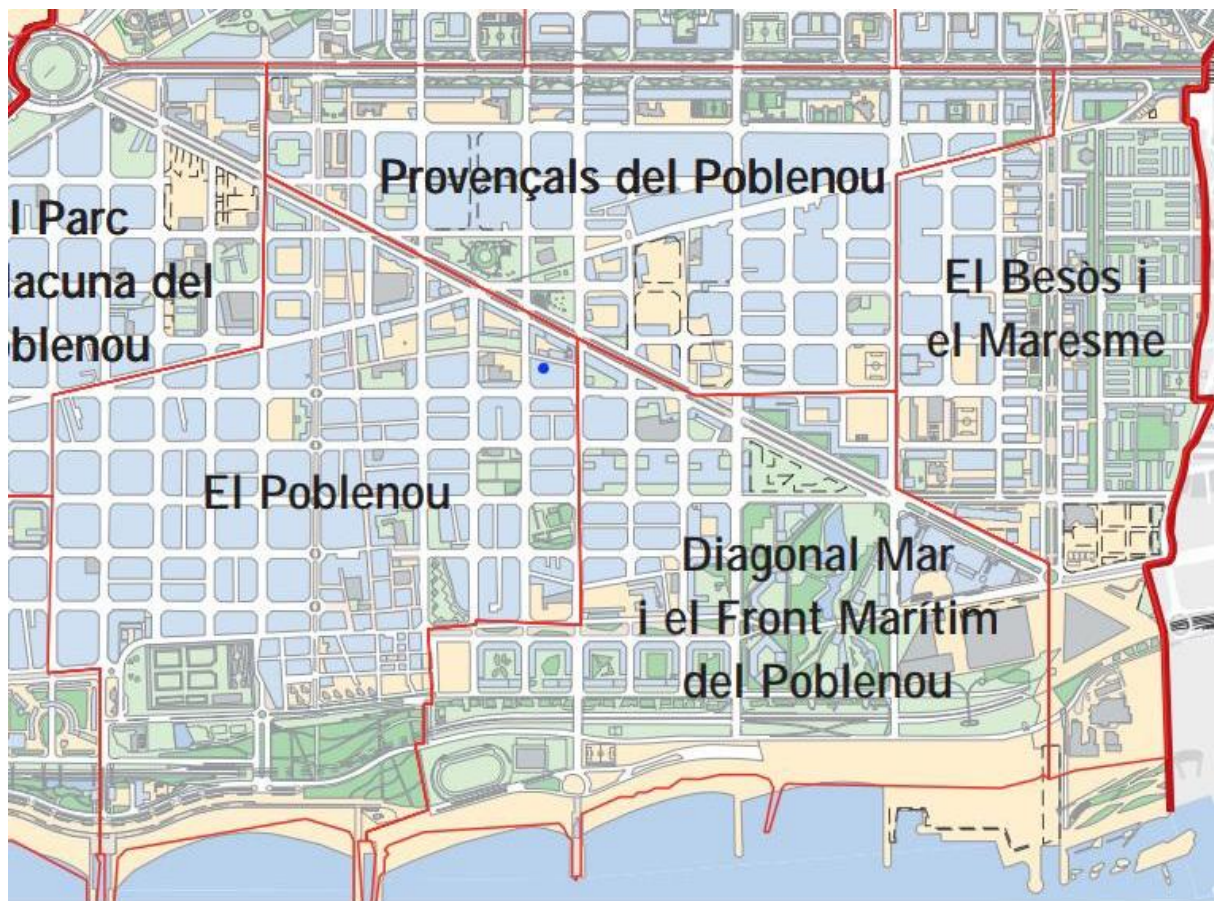 Provençals del Poblenou
l Parc
lacuna del
oblenou
El Besòs i
el Maresme
El Poblenou
Diagonal Mar
i el Front Marítim
del Poblenou